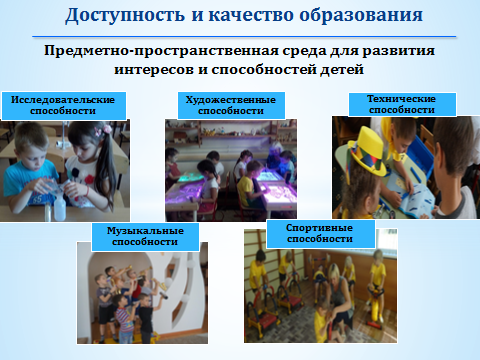 Доступность и качество образования
Предметно-пространственная среда для развития
интересов и способностей детей
Исследовательские
способности
Художественные
способности
Технические
способности
Музыкальные
способности
Спортивные
способности